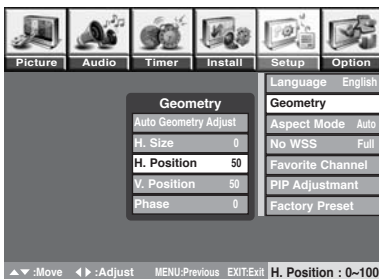 Picture Audio Timer Install Setup Option
Language English
Geometry
Aspect Mode Auto
No WSS Full
Favorite Channel
PIP Adjustmant
Factory Preset
Geometry
Auto Geometry Adjust
H. Size 0
H. Position 50
V. Position 50
Phase 0
▲▼ :Move ◀ ▶ :Adjust MENU:Previous EXIT:Exit H. Position : 0~100